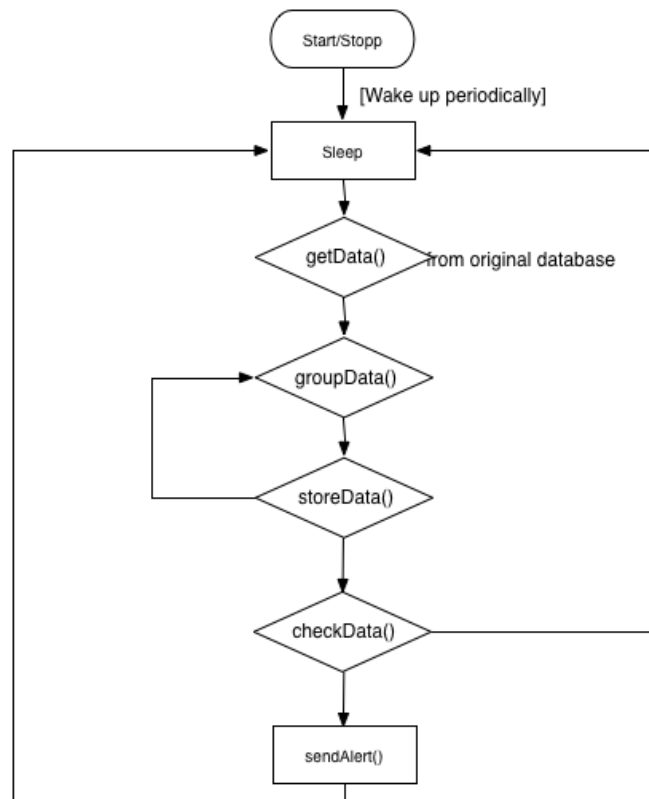 Start/Stopp
[Wake up periodically]
Sleep
getData()
from original database
groupData()
storeData()
checkData()
sendAlert()